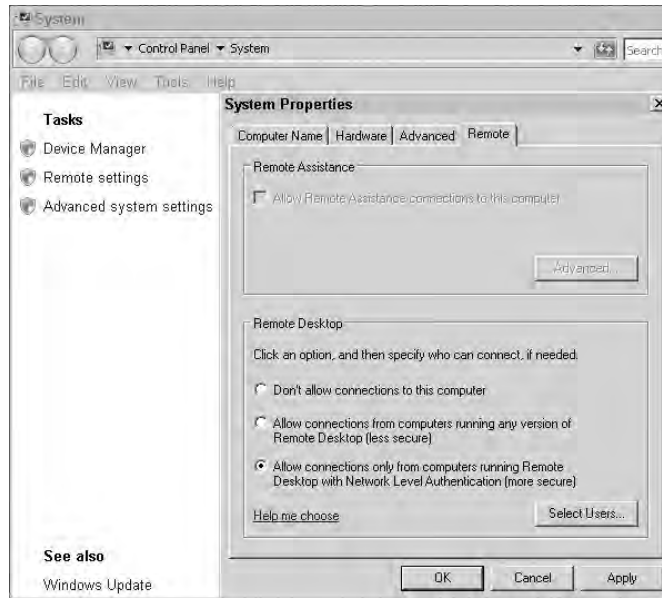 System
Control Panel System
Search
File Edit View Tools Help
Tasks
Device Manager
Remote settings
Advanced system settings
See also
Windows Update
System Properties
Computer Name Hardware Advanced Remote
Remote Assistance
Allow Remote Assistance connections to this computer
Advanced...
Remote Desktop
Click an option, and then specify who can connect, if needed.
Don't allow connections to this computer
Allow connections from computers running any version of
Remote Desktop (less secure)
Allow connections only from computers running Remote
Desktop with Network Level Authentication (more secure)
Help me choose
Select Users...
OK Cancel Apply